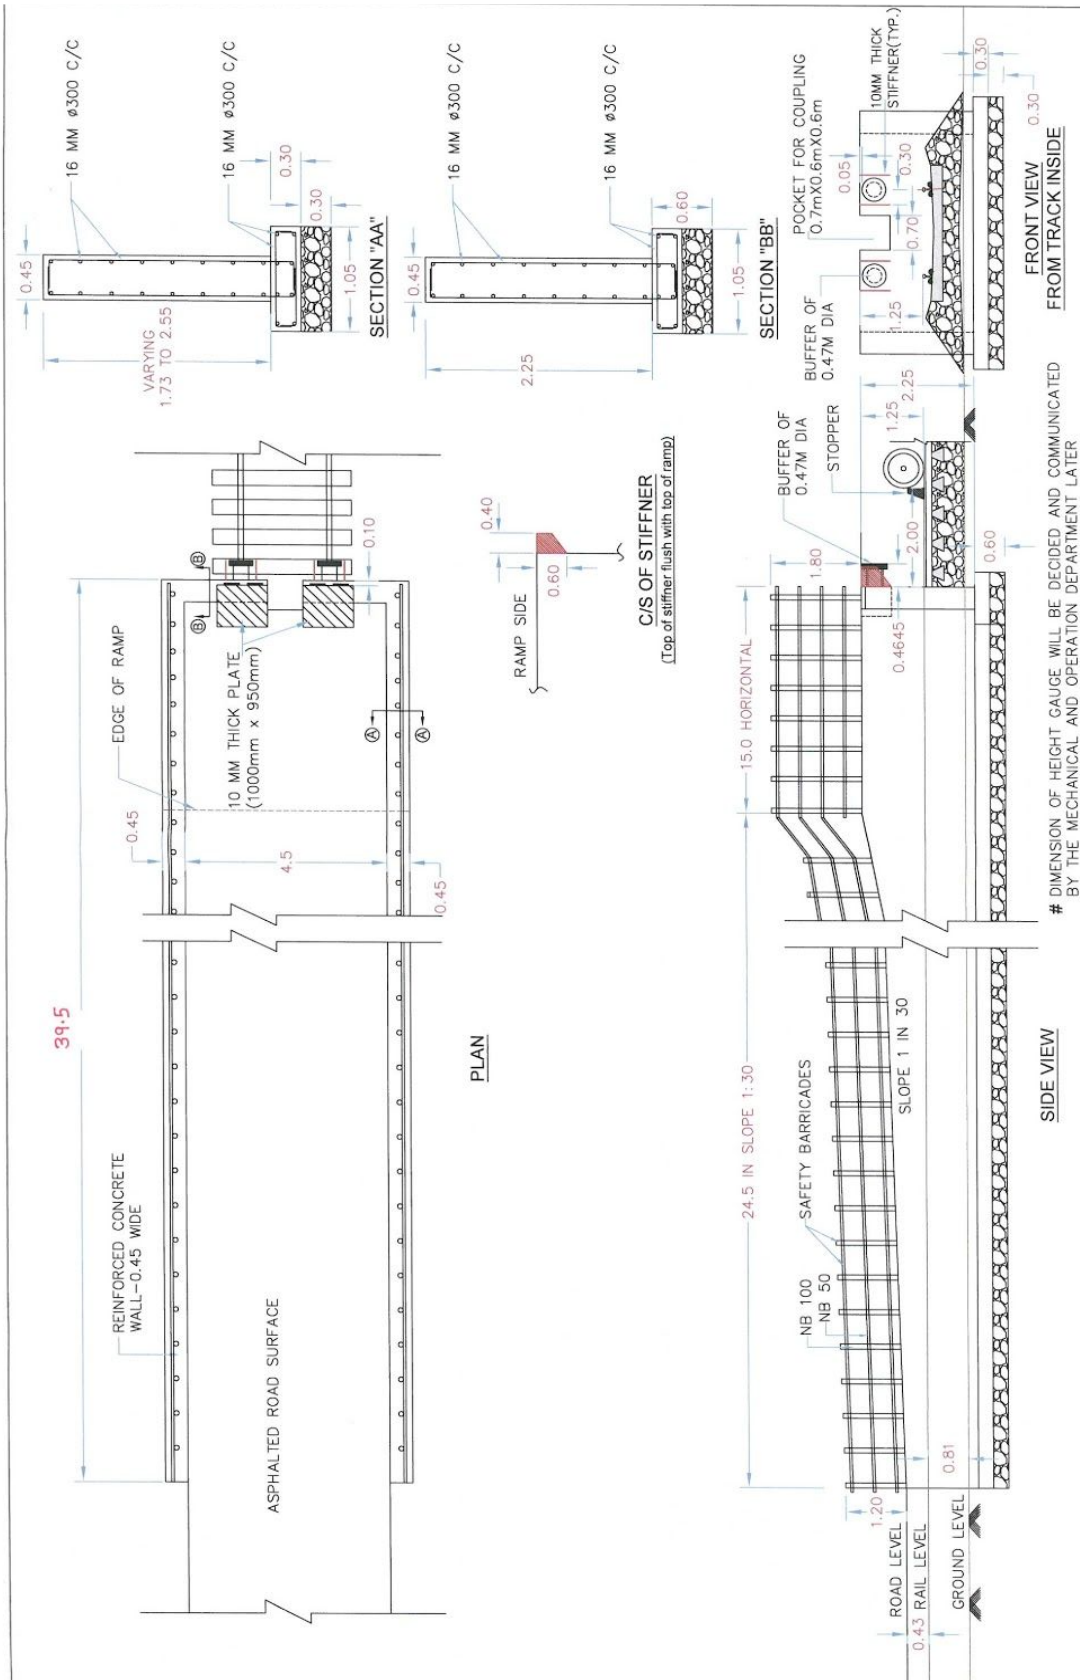 39.5
REINFORCED CONCRETE
WALL-0.45 WIDE
ASPHALTED ROAD SURFACE
0.45
4.5
0.45
EDGE OF RAMP
10 MM THICK PLATE
(1000mm x 950mm)
B
B
A
A
0.10
PLAN
0.45
VARYING
1.73 TO 2.55
16 MM ø300 C/C
16 MM ø300 C/C
0.30
0.30
1.05
SECTION "AA"
0.45
2.25
16 MM ø300 C/C
16 MM ø300 C/C
0.60
1.05
SECTION "BB"
RAMP SIDE
0.40
0.60
C/S OF STIFFNER
(Top of stiffner flush with top of ramp)
24.5 IN SLOPE 1:30
15.0 HORIZONTAL
SAFETY BARRICADES
NB 100
NB 50
SLOPE 1 IN 30
1.20
ROAD LEVEL
0.43 RAIL LEVEL
GROUND LEVEL
0.81
1.80
0.4645
2.00
BUFFER OF
0.47M DIA
STOPPER
1.25
2.25
0.60
SIDE VIEW
BUFFER OF
0.47M DIA
POCKET FOR COUPLING
0.7mX0.6mX0.6m
10MM THICK
STIFFNER(TYP.)
0.05
0.30
0.70
1.25
0.30
0.30
FRONT VIEW
FROM TRACK INSIDE
# DIMENSION OF HEIGHT GAUGE WILL BE DECIDED AND COMMUNICATED
BY THE MECHANICAL AND OPERATION DEPARTMENT LATER